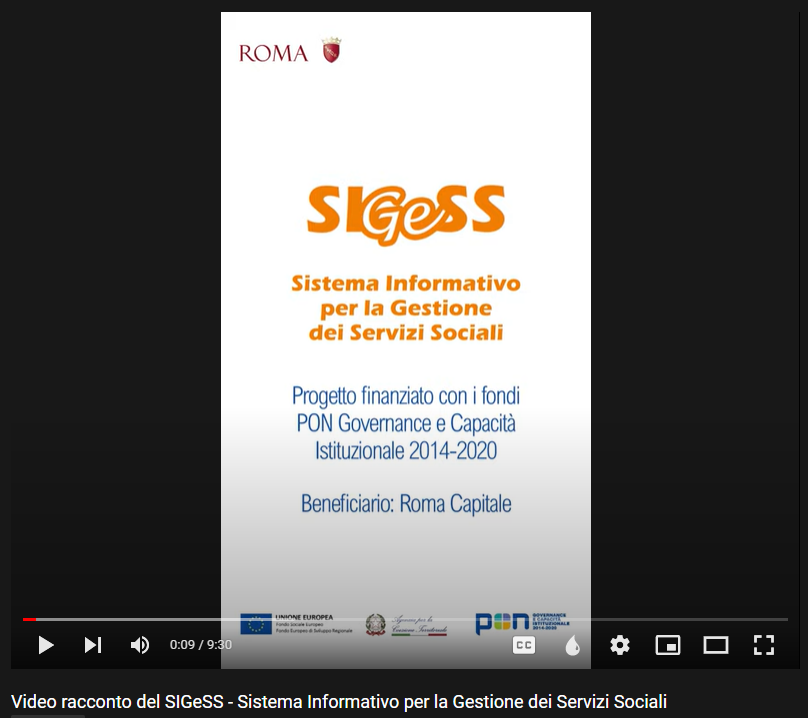 ROMA
SIGeSS
Sistema Informativo
per la Gestione
dei Servizi Sociali
Progetto finanziato con i fondi
PON Governance e Capacità
Istituzionale 2014-2020
Beneficiario: Roma Capitale
UNIONE EUROPEA
Fondo Sociale Europeo
Fondo Europeo di Sviluppo Regionale
Agenzia per la
Coesione Territoriale
pon
GOVERNANCE
E CAPACITÀ
ISTITUZIONALE
2014-2020
0:09 / 9:30
CC
Video racconto del SIGeSS - Sistema Informativo per la Gestione dei Servizi Sociali